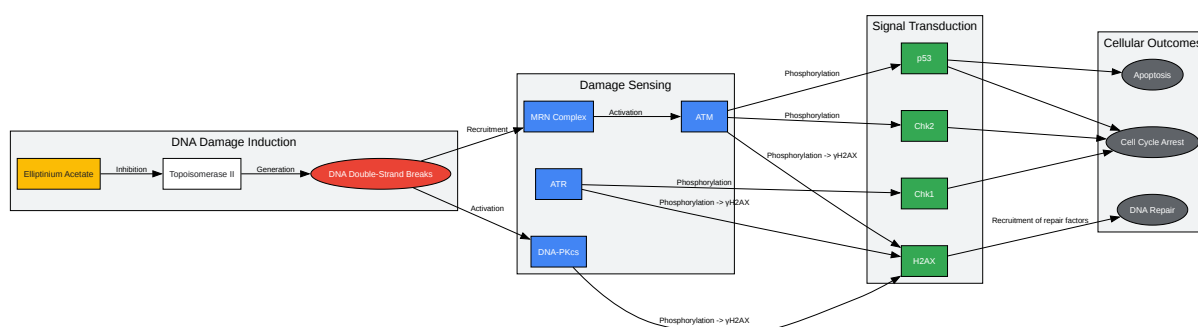 DNA Damage Induction
Elliptinium Acetate
Inhibition
Topoisomerase II
Generation
DNA Double-Strand Breaks
Recruitment
Activation
Damage Sensing
MRN Complex
Activation
ATM
ATR
DNA-PKcs
Phosphorylation
Phosphorylation
Phosphorylation -> γH2AX
Phosphorylation
Phosphorylation -> γH2AX
Phosphorylation -> γH2AX
Signal Transduction
p53
Chk2
Chk1
H2AX
Recruitment of repair factors
Cellular Outcomes
Apoptosis
Cell Cycle Arrest
DNA Repair